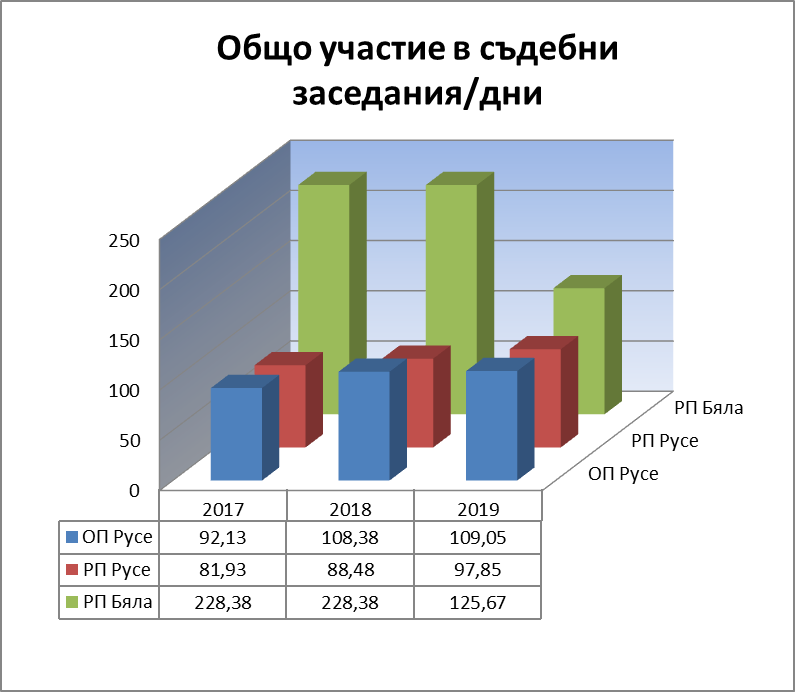 Общо участие в съдебни
заседания/дни
250
200
150
100
50
0
РП Бяла
РП Русе
ОП Русе
2017 2018 2019
ОП Русе 92,13 108,38 109,05
РП Русе 81,93 88,48 97,85
РП Бяла 228,38 228,38 125,67